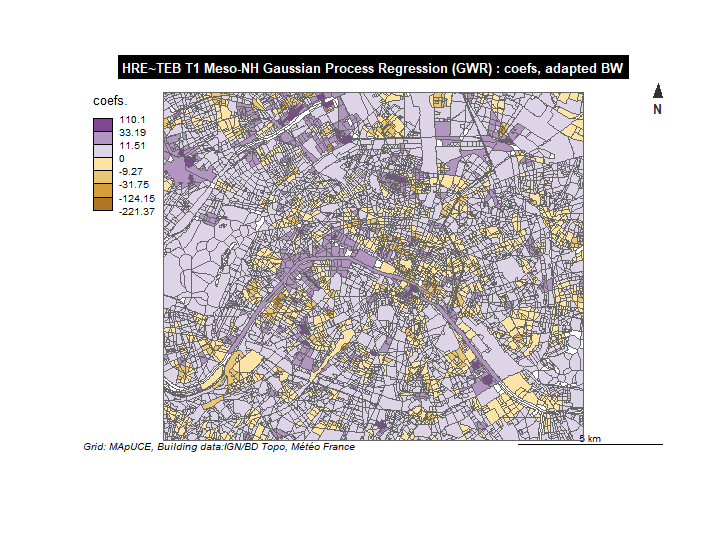 HRE~TEB T1 Meso-NH Gaussian Process Regression (GWR) : coefs, adapted BW
coefs.
110.1
33.19
11.51
0
-9.27
-31.75
-124.15
-221.37
N
5 km
Grid: MApUCE, Building data:IGN/BD Topo, Météo France